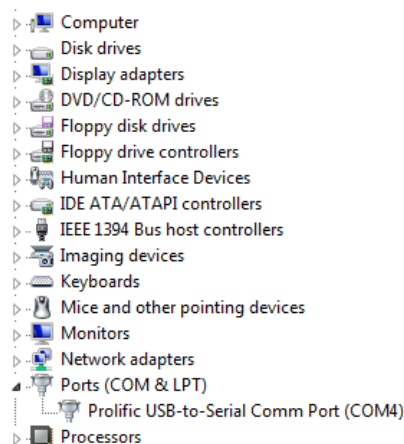 Computer
Disk drives
Display adapters
DVD/CD-ROM drives
Floppy disk drives
Floppy drive controllers
Human Interface Devices
IDE ATA/ATAPI controllers
IEEE 1394 Bus host controllers
Imaging devices
Keyboards
Mice and other pointing devices
Monitors
Network adapters
Ports (COM & LPT)
Prolific USB-to-Serial Comm Port (COM4)
Processors